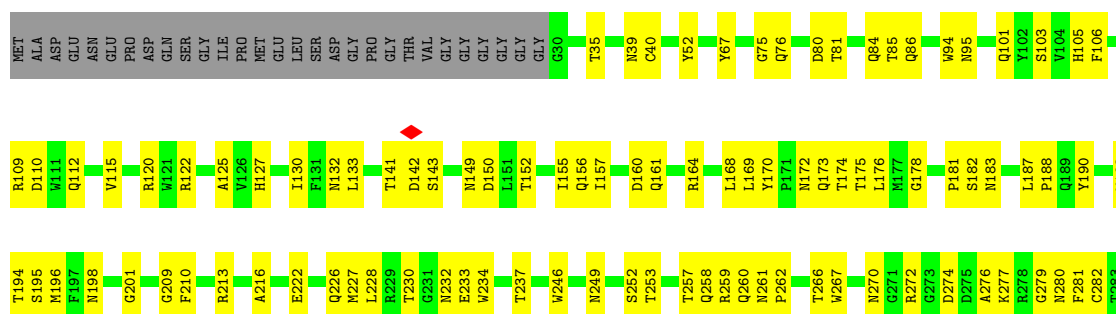 MET ALA ASP GLU ASN GLU PRO ASP GLN SER GLY ILE PRO MET GLU LEU SER ASP GLY PRO GLY THR VAL GLY GLY GLY GLY GLY GLY G30 T35 N39 C40 Y52 Y67 G75 Q76 D80 T81 Q84 T85 Q86 W94 N95 Q101 Y102 S103 V104 H105 F106
R109 D110 W111 Q112 V115 R120 W121 R122 A125 V126 H127 I130 F131 N132 L133 T141 D142 S143 N149 D150 L151 T152 I155 Q156 I157 D160 Q161 R164 L168 L169 Y170 P171 N172 Q173 T174 T175 L176 M177 G178 P181 S182 N183 L187 P188 Q189 Y190
T194 S195 M196 F197 N198 G201 G209 F210 R213 A216 E222 Q226 M227 L228 R229 T230 G231 N232 E233 W234 T237 W246 N249 S252 T253 T257 Q258 R259 Q260 N261 P262 T266 W267 N270 G271 R272 G273 D274 D275 A276 K277 R278 G279 N280 F281 C282 T283